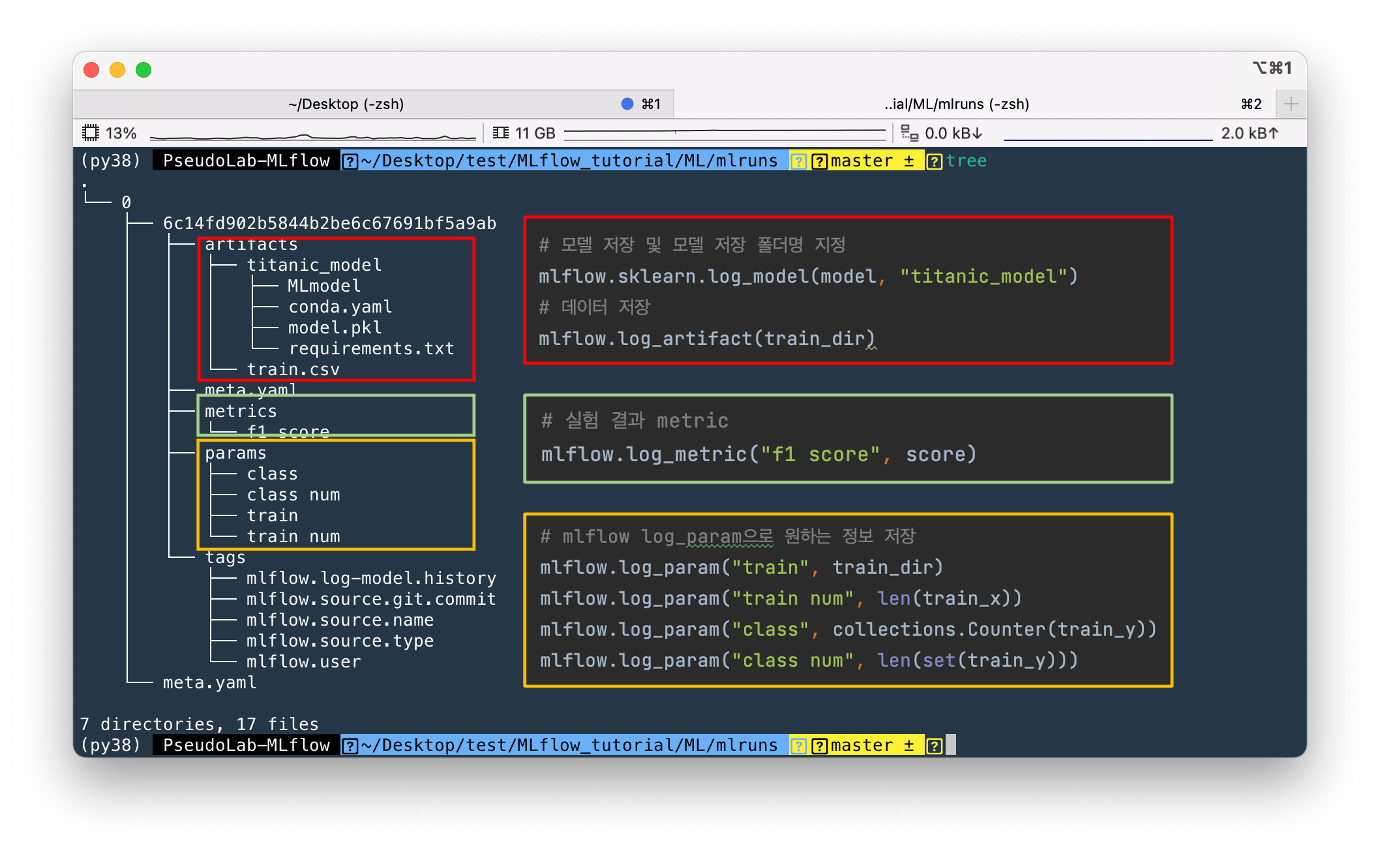 ⌥⌘1
~/Desktop (-zsh) ⌘1 ..ial/ML/mlruns (-zsh) ⌘2
13% 11 GB 0.0 kB↓ 2.0 kB↑
(py38) PseudoLab-MLflow ?~/Desktop/test/MLflow_tutorial/ML/mlruns ? ?master ± ?tree
.
└── 0
├── 6c14fd902b5844b2be6c67691bf5a9ab
│ ├── artifacts
│ │ ├── titanic_model
│ │ │ ├── MLmodel
│ │ │ ├── conda.yaml
│ │ │ ├── model.pkl
│ │ │ └── requirements.txt
│ │ └── train.csv
│ ├── meta.yaml
│ ├── metrics
│ │ └── f1 score
│ ├── params
│ │ ├── class
│ │ ├── class num
│ │ ├── train
│ │ └── train num
│ └── tags
│ ├── mlflow.log-model.history
│ ├── mlflow.source.git.commit
│ ├── mlflow.source.name
│ ├── mlflow.source.type
│ └── mlflow.user
└── meta.yaml
# 모델 저장 및 모델 저장 폴더명 지정
mlflow.sklearn.log_model(model, "titanic_model")
# 데이터 저장
mlflow.log_artifact(train_dir)
# 실험 결과 metric
mlflow.log_metric("f1 score", score)
# mlflow log_param으로 원하는 정보 저장
mlflow.log_param("train", train_dir)
mlflow.log_param("train num", len(train_x))
mlflow.log_param("class", collections.Counter(train_y))
mlflow.log_param("class num", len(set(train_y)))
7 directories, 17 files
(py38) PseudoLab-MLflow ?~/Desktop/test/MLflow_tutorial/ML/mlruns ? ?master ± ?